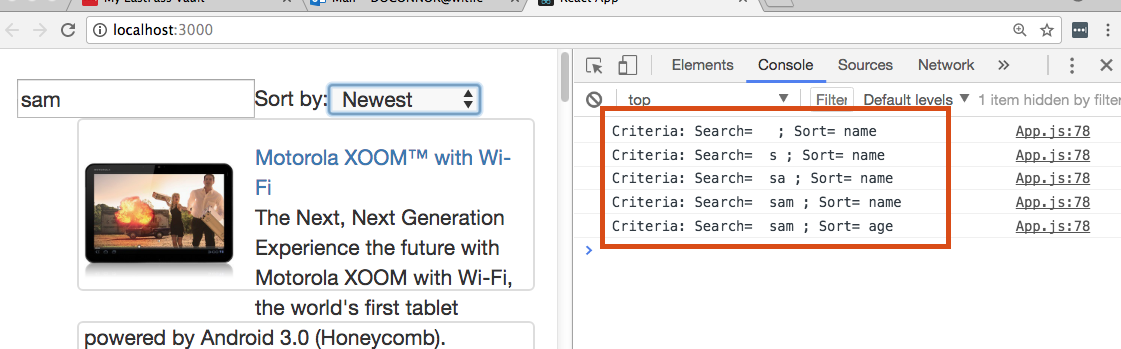 My LastPass Vault
React App
localhost:3000
Elements Console Sources Network »
top Filter Default levels 1 item hidden by filter
sam Sort by: Newest
Motorola XOOM™ with Wi-
Fi
The Next, Next Generation
Experience the future with
Motorola XOOM with Wi-Fi,
the world's first tablet
powered by Android 3.0 (Honeycomb).
Criteria: Search=   ; Sort= name App.js:78
Criteria: Search=  s ; Sort= name App.js:78
Criteria: Search=  sa ; Sort= name App.js:78
Criteria: Search=  sam ; Sort= name App.js:78
Criteria: Search=  sam ; Sort= age App.js:78